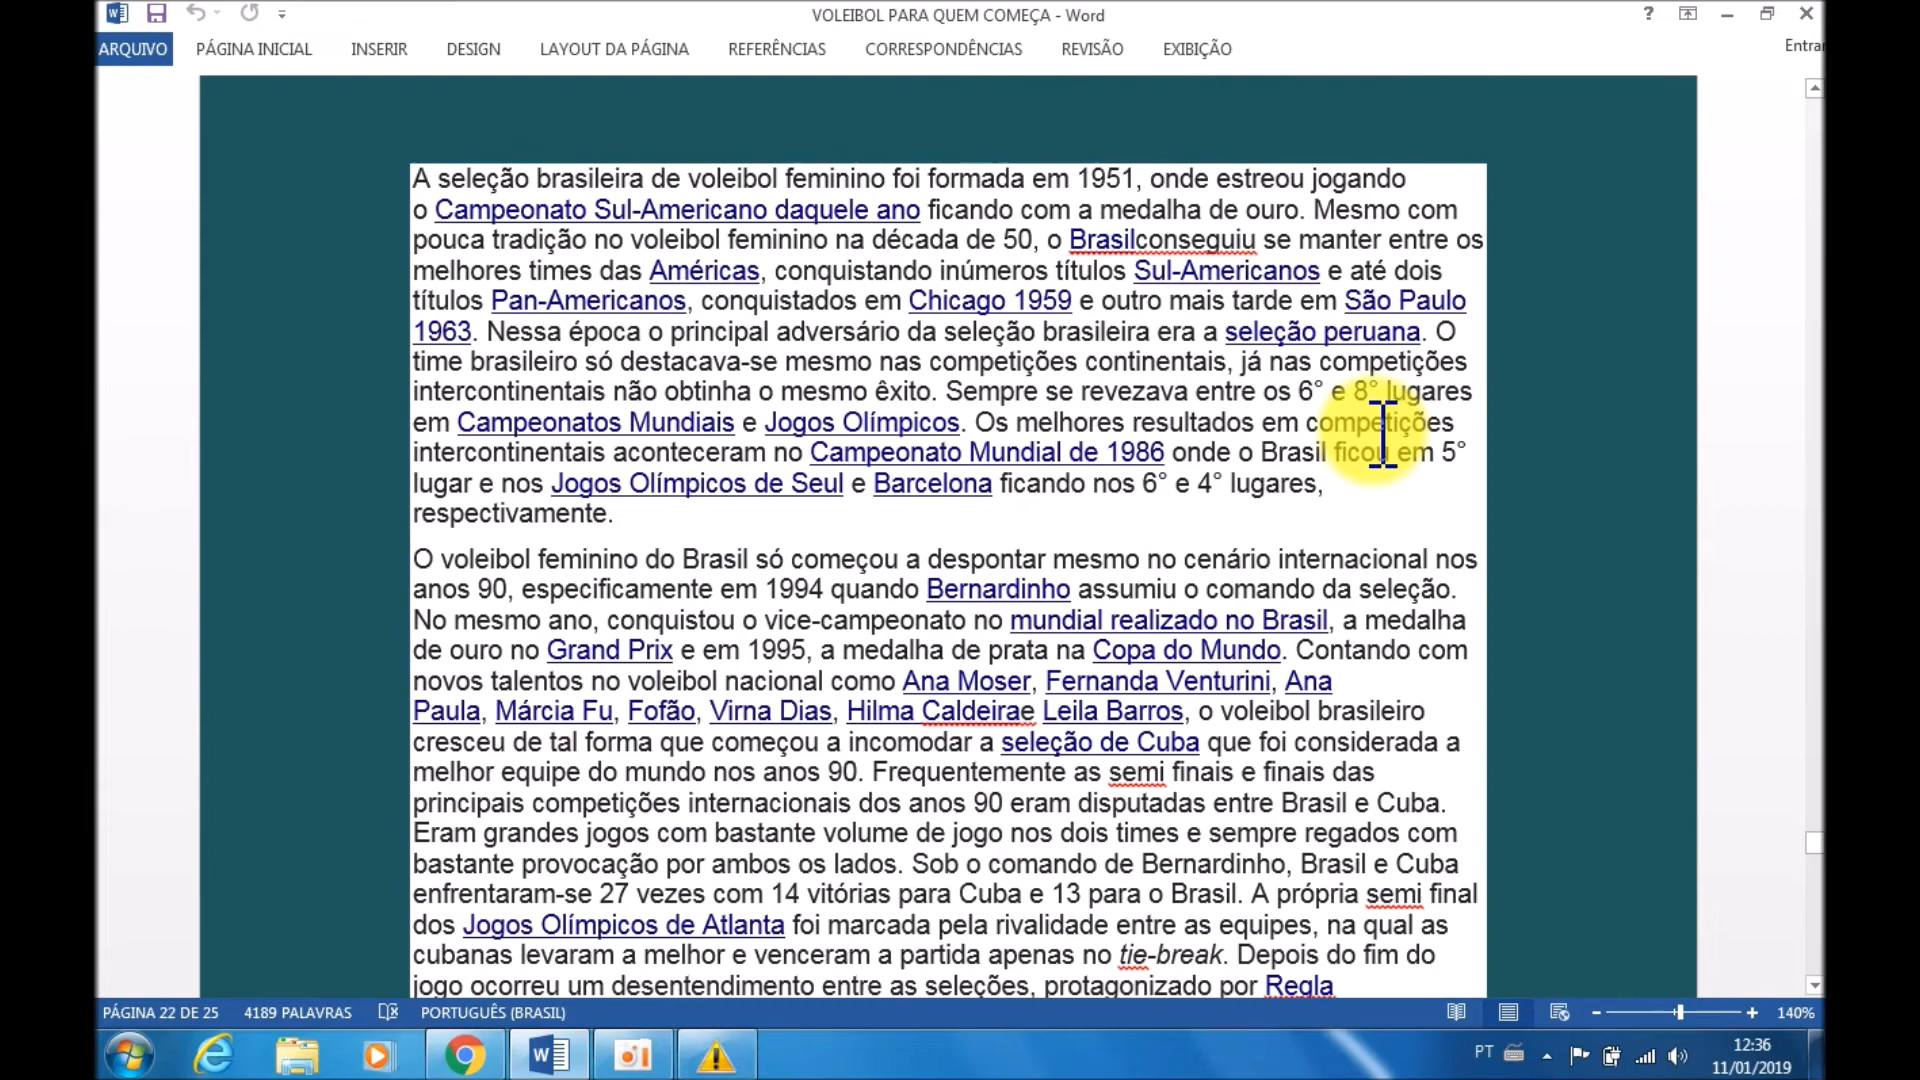 VOLEIBOL PARA QUEM COMEÇA - Word
?
ARQUIVO PÁGINA INICIAL INSERIR DESIGN LAYOUT DA PÁGINA REFERÊNCIAS CORRESPONDÊNCIAS REVISÃO EXIBIÇÃO Entrar
A seleção brasileira de voleibol feminino foi formada em 1951, onde estreou jogando
o Campeonato Sul-Americano daquele ano ficando com a medalha de ouro. Mesmo com
pouca tradição no voleibol feminino na década de 50, o Brasilconseguiu se manter entre os
melhores times das Américas, conquistando inúmeros títulos Sul-Americanos e até dois
títulos Pan-Americanos, conquistados em Chicago 1959 e outro mais tarde em São Paulo
1963. Nessa época o principal adversário da seleção brasileira era a seleção peruana. O
time brasileiro só destacava-se mesmo nas competições continentais, já nas competições
intercontinentais não obtinha o mesmo êxito. Sempre se revezava entre os 6° e 8° lugares
em Campeonatos Mundiais e Jogos Olímpicos. Os melhores resultados em competições
intercontinentais aconteceram no Campeonato Mundial de 1986 onde o Brasil ficou em 5°
lugar e nos Jogos Olímpicos de Seul e Barcelona ficando nos 6° e 4° lugares,
respectivamente.
O voleibol feminino do Brasil só começou a despontar mesmo no cenário internacional nos
anos 90, especificamente em 1994 quando Bernardinho assumiu o comando da seleção.
No mesmo ano, conquistou o vice-campeonato no mundial realizado no Brasil, a medalha
de ouro no Grand Prix e em 1995, a medalha de prata na Copa do Mundo. Contando com
novos talentos no voleibol nacional como Ana Moser, Fernanda Venturini, Ana
Paula, Márcia Fu, Fofão, Virna Dias, Hilma Caldeirae Leila Barros, o voleibol brasileiro
cresceu de tal forma que começou a incomodar a seleção de Cuba que foi considerada a
melhor equipe do mundo nos anos 90. Frequentemente as semi finais e finais das
principais competições internacionais dos anos 90 eram disputadas entre Brasil e Cuba.
Eram grandes jogos com bastante volume de jogo nos dois times e sempre regados com
bastante provocação por ambos os lados. Sob o comando de Bernardinho, Brasil e Cuba
enfrentaram-se 27 vezes com 14 vitórias para Cuba e 13 para o Brasil. A própria semi final
dos Jogos Olímpicos de Atlanta foi marcada pela rivalidade entre as equipes, na qual as
cubanas levaram a melhor e venceram a partida apenas no tie-break. Depois do fim do
jogo ocorreu um desentendimento entre as seleções, protagonizado por Regla
PÁGINA 22 DE 25 4189 PALAVRAS PORTUGUÊS (BRASIL) 140%
PT 12:36
11/01/2019